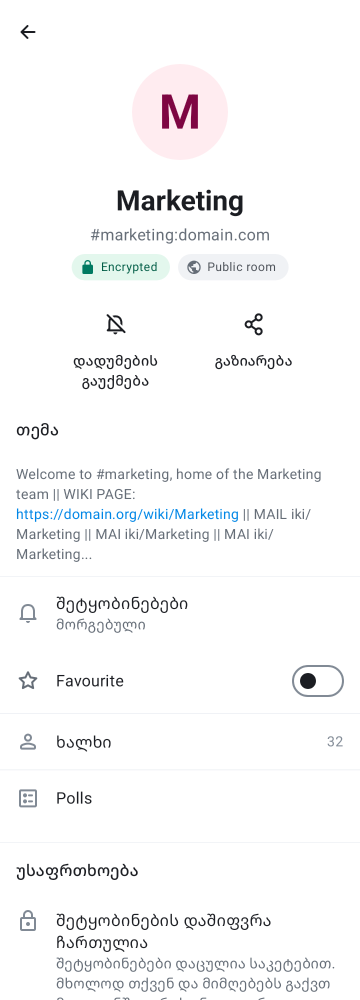 M
Marketing
#marketing:domain.com
Encrypted
Public room
დადუმების
გაუქმება
გაზიარება
თემა
Welcome to #marketing, home of the Marketing
team || WIKI PAGE:
https://domain.org/wiki/Marketing || MAIL iki/
Marketing || MAI iki/Marketing || MAI iki/
Marketing...
შეტყობინებები
მორგებული
Favourite
ხალხი
32
Polls
უსაფრთხოება
შეტყობინების დაშიფვრა
ჩართულია
შეტყობინებები დაცულია საკეტებით.
მხოლოდ თქვენ და მიმღებებს გაქვთ